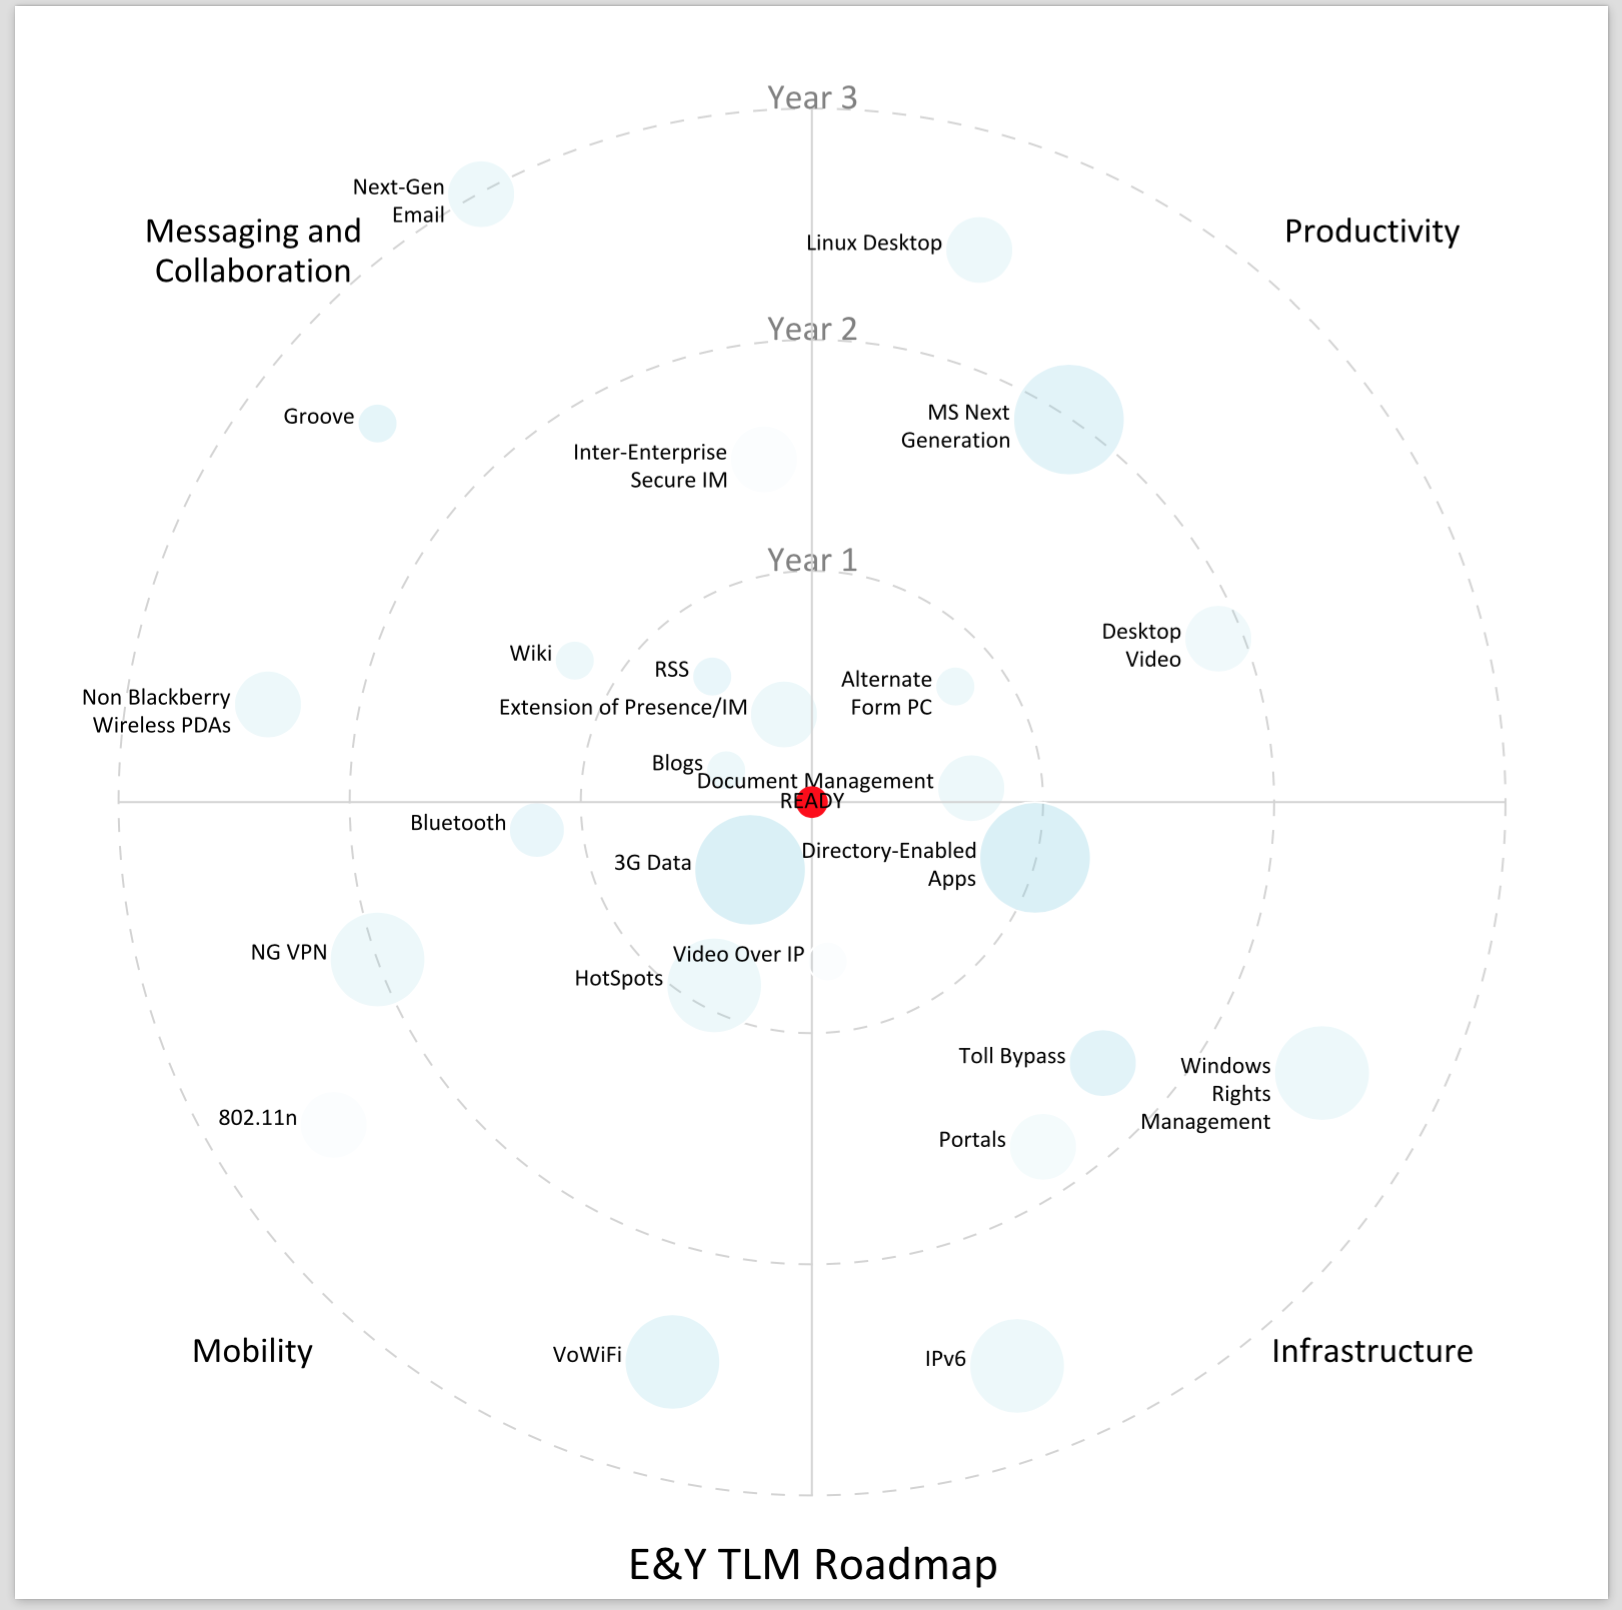 Year 3
Next-Gen
Email
Messaging and
Collaboration
Linux Desktop
Productivity
Year 2
Groove
MS Next
Generation
Inter-Enterprise
Secure IM
Year 1
Wiki
RSS
Desktop
Video
Alternate
Form PC
Non Blackberry
Wireless PDAs
Extension of Presence/IM
Blogs
Document Management
READY
Bluetooth
3G Data
Directory-Enabled
Apps
NG VPN
Video Over IP
HotSpots
Toll Bypass
Windows
Rights
Management
802.11n
Portals
Mobility
VoWiFi
IPv6
Infrastructure
E&Y TLM Roadmap